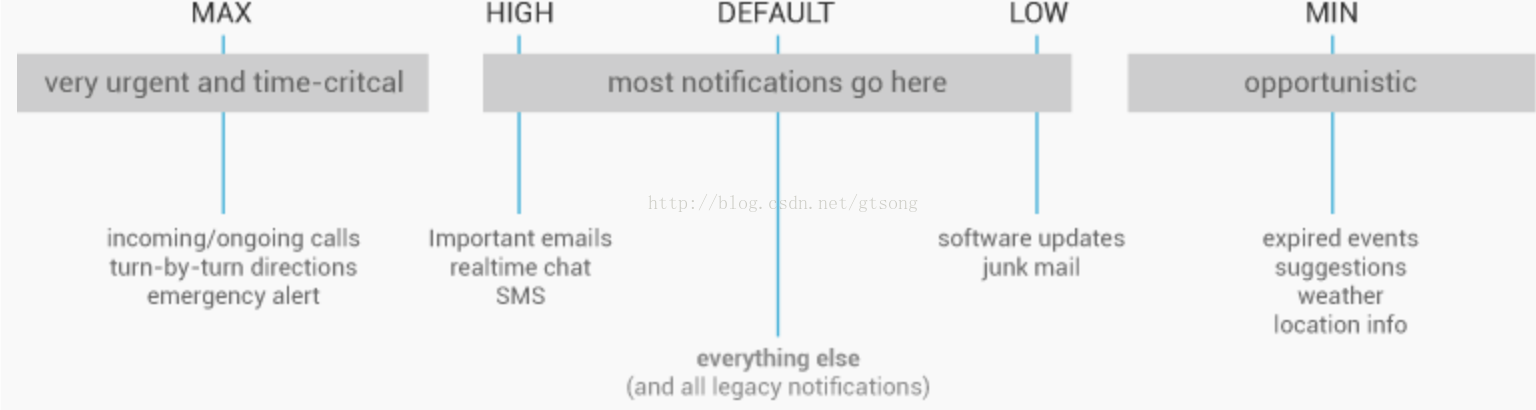 MAX HIGH DEFAULT LOW MIN
very urgent and time-critcal most notifications go here opportunistic
http://blog.csdn.net/gtsong
incoming/ongoing calls
turn-by-turn directions
emergency alert
Important emails
realtime chat
SMS
everything else
(and all legacy notifications)
software updates
junk mail
expired events
suggestions
weather
location info